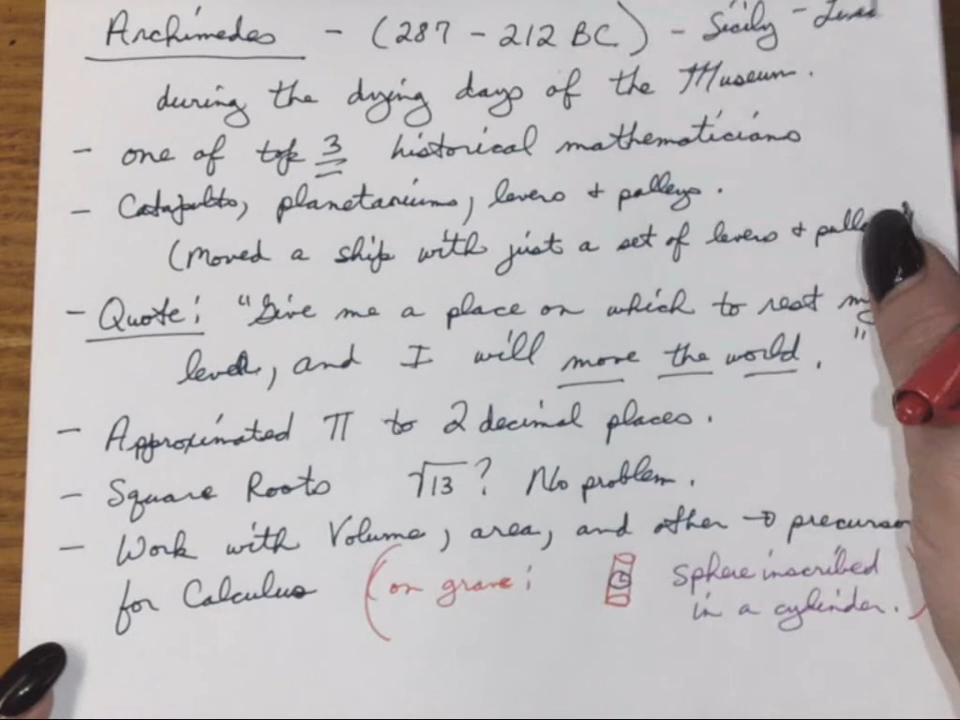 Archimedes - (287 - 212 BC) - Sicily -
during the dying days of the Museum.
- one of top 3 historical mathematicians
- Catapults, planetariums, levers + pulleys.
(moved a ship with just a set of levers + pulle
- Quote: "Give me a place on which to rest my
lever, and I will move the world."
- Approximated π to 2 decimal places.
- Square Roots √13? No problem.
- Work with Volume, area, and other → precursor
for Calculus (on grave: sphere inscribed
in a cylinder.)